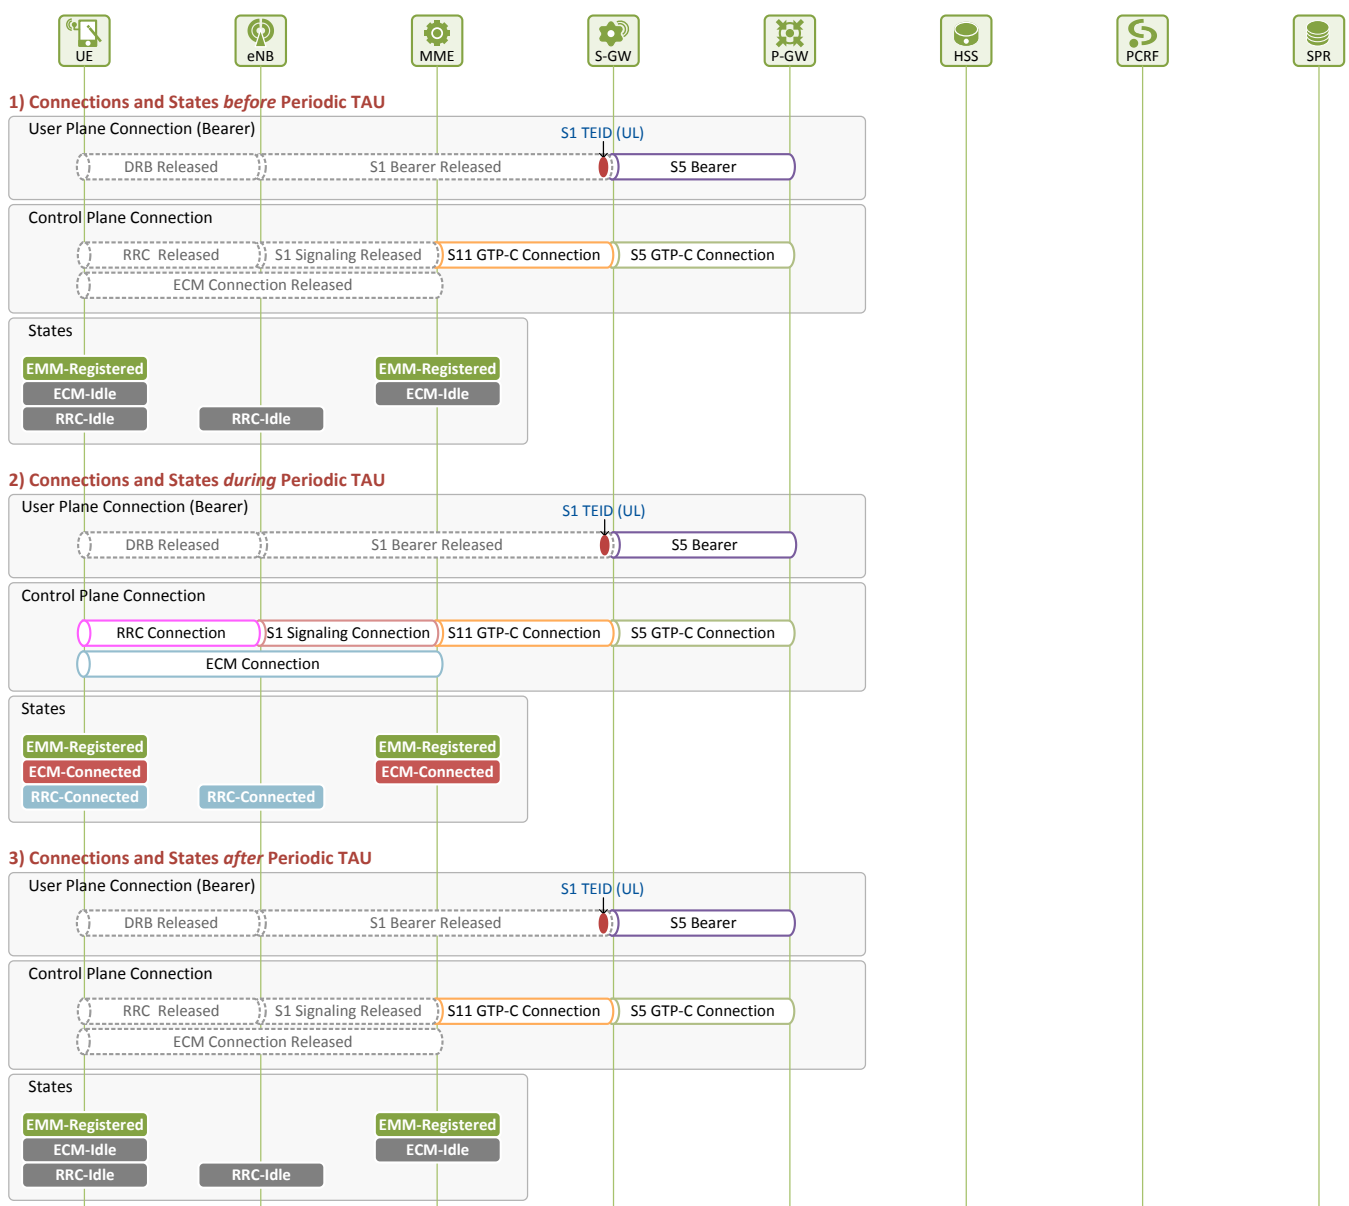 UE eNB MME S-GW P-GW HSS PCRF SPR
1) Connections and States before Periodic TAU
User Plane Connection (Bearer)
S1 TEID (UL)
DRB Released S1 Bearer Released S5 Bearer
Control Plane Connection
RRC Released S1 Signaling Released S11 GTP-C Connection S5 GTP-C Connection
ECM Connection Released
States
EMM-Registered EMM-Registered
ECM-Idle ECM-Idle
RRC-Idle RRC-Idle
2) Connections and States during Periodic TAU
User Plane Connection (Bearer)
S1 TEID (UL)
DRB Released S1 Bearer Released S5 Bearer
Control Plane Connection
RRC Connection S1 Signaling Connection S11 GTP-C Connection S5 GTP-C Connection
ECM Connection
States
EMM-Registered EMM-Registered
ECM-Connected ECM-Connected
RRC-Connected RRC-Connected
3) Connections and States after Periodic TAU
User Plane Connection (Bearer)
S1 TEID (UL)
DRB Released S1 Bearer Released S5 Bearer
Control Plane Connection
RRC Released S1 Signaling Released S11 GTP-C Connection S5 GTP-C Connection
ECM Connection Released
States
EMM-Registered EMM-Registered
ECM-Idle ECM-Idle
RRC-Idle RRC-Idle